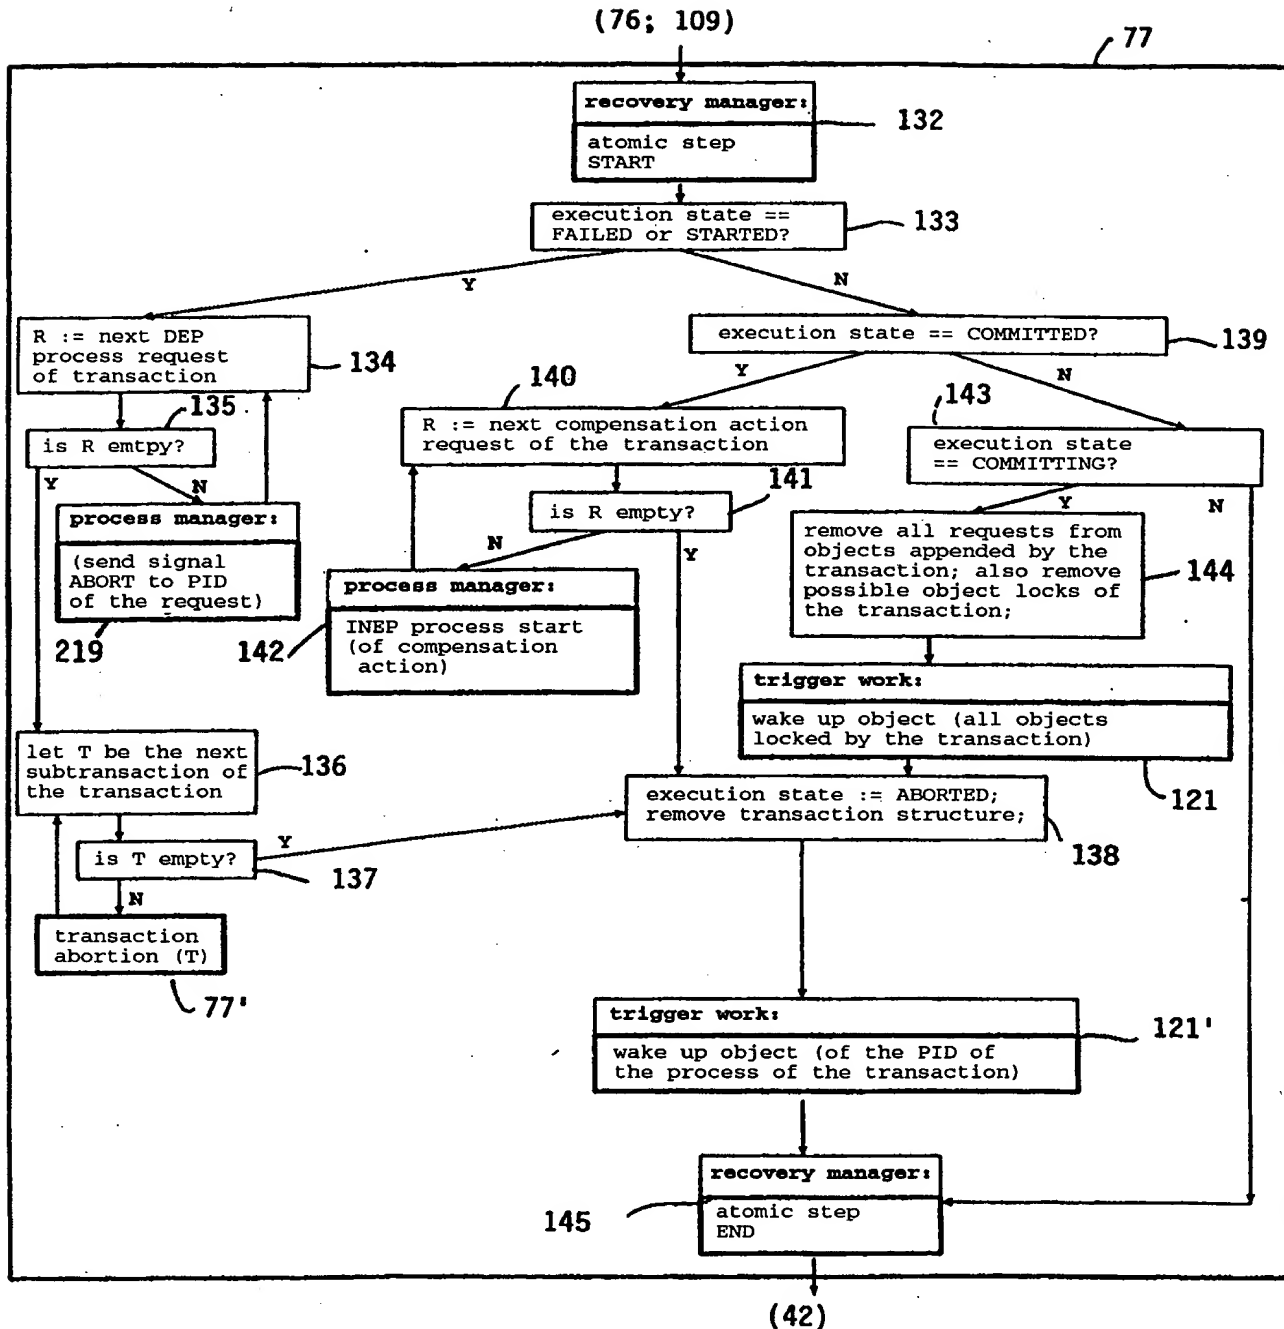 (76; 109)
77
recovery manager:
132
atomic step
START
execution state ==
FAILED or STARTED?
133
Y
N
R := next DEP
process request
of transaction
134
execution state == COMMITTED?
139
Y
N
135
140
143
is R emtpy?
R := next compensation action
request of the transaction
execution state
== COMMITTING?
Y
N
141
is R empty?
Y
N
process manager:
(send signal
ABORT to PID
of the request)
219
N
Y
process manager:
142
INEP process start
(of compensation
action)
remove all requests from
objects appended by the
transaction; also remove
possible object locks of
the transaction;
144
trigger work:
wake up object (all objects
locked by the transaction)
121
let T be the next
subtransaction of
the transaction
136
execution state := ABORTED;
remove transaction structure;
138
is T empty?
Y
137
N
transaction
abortion (T)
77'
trigger work:
121'
wake up object (of the PID of
the process of the transaction)
recovery manager:
145
atomic step
END
(42)